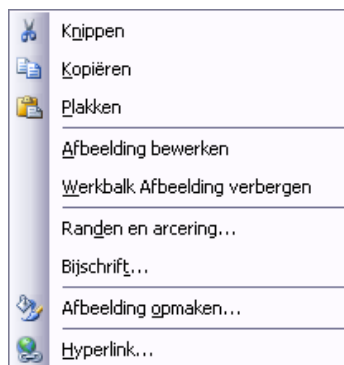 Knippen
Kopiëren
Plakken
Afbeelding bewerken
Werkbalk Afbeelding verbergen
Randen en arcering...
Bijschrift...
Afbeelding opmaken...
Hyperlink...